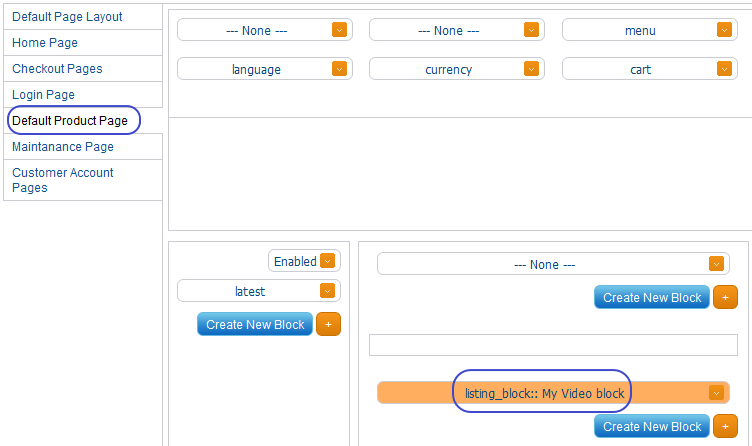 Default Page Layout
Home Page
Checkout Pages
Login Page
Default Product Page
Maintanance Page
Customer Account
Pages
--- None ---
--- None ---
menu
language
currency
cart
Enabled
latest
Create New Block
+
--- None ---
Create New Block
+
listing_block:: My Video block
Create New Block
+